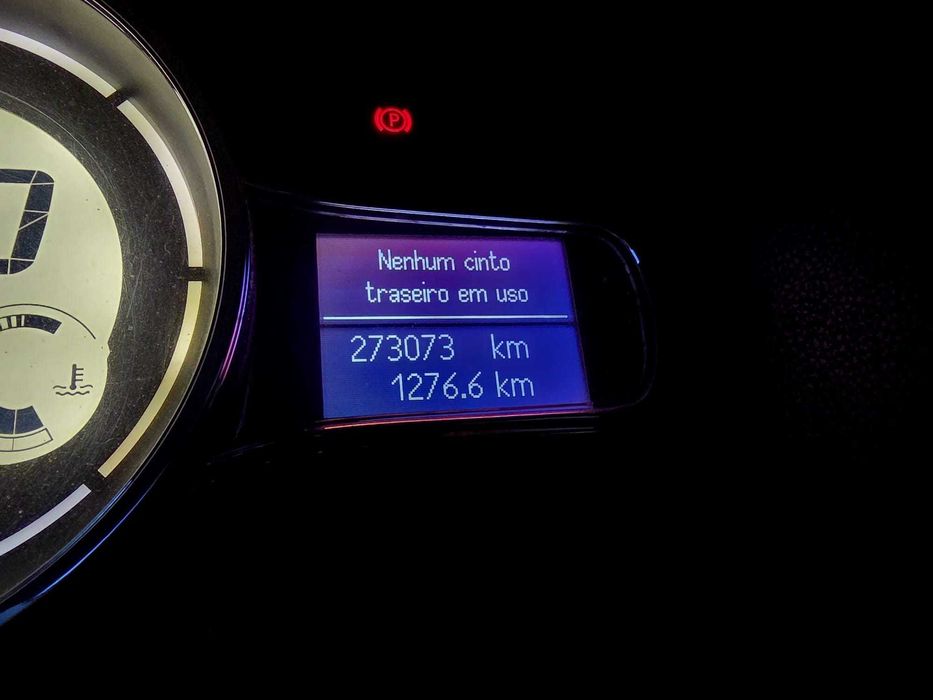 P
Nenhum cinto
traseiro em uso
273073 km
1276.6 km